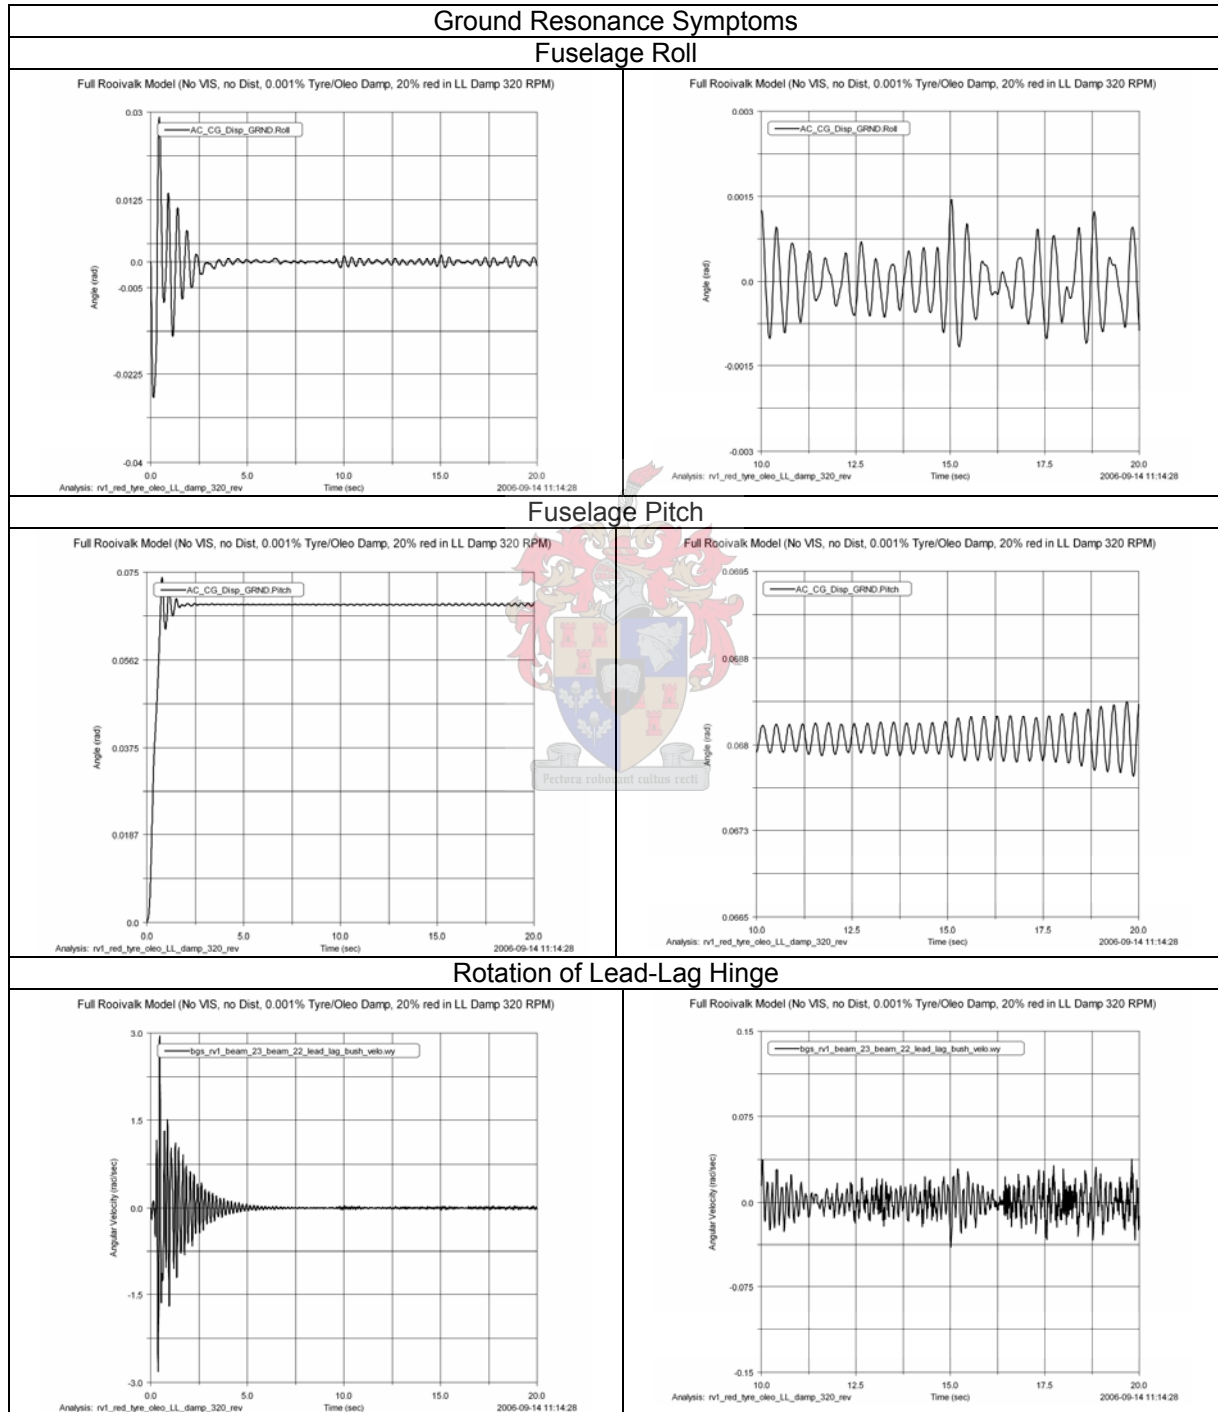 Ground Resonance Symptoms
Fuselage Roll
Full Rooivalk Model (No VIS, no Dist, 0.001% Tyre/Oleo Damp, 20% red in LL Damp 320 RPM)
AC_CG_Disp_GRND.Roll
0.03
0.0125
0.0
-0.005
-0.0225
-0.04
Angle (rad)
0.0 5.0 10.0 15.0 20.0
Analysis: rv1_red_tyre_oleo_LL_damp_320_rev Time (sec) 2006-09-14 11:14:28
Full Rooivalk Model (No VIS, no Dist, 0.001% Tyre/Oleo Damp, 20% red in LL Damp 320 RPM)
AC_CG_Disp_GRND.Roll
0.003
0.0015
0.0
-0.0015
-0.003
Angle (rad)
10.0 12.5 15.0 17.5 20.0
Analysis: rv1_red_tyre_oleo_LL_damp_320_rev Time (sec) 2006-09-14 11:14:28
Fuselage Pitch
Full Rooivalk Model (No VIS, no Dist, 0.001% Tyre/Oleo Damp, 20% red in LL Damp 320 RPM)
AC_CG_Disp_GRND.Pitch
0.075
0.0562
0.0375
0.0187
0.0
Angle (rad)
0.0 5.0 10.0 15.0 20.0
Analysis: rv1_red_tyre_oleo_LL_damp_320_rev Time (sec) 2006-09-14 11:14:28
Full Rooivalk Model (No VIS, no Dist, 0.001% Tyre/Oleo Damp, 20% red in LL Damp 320 RPM)
AC_CG_Disp_GRND.Pitch
0.0695
0.0688
0.068
0.0673
0.0665
Angle (rad)
10.0 12.5 15.0 17.5 20.0
Analysis: rv1_red_tyre_oleo_LL_damp_320_rev Time (sec) 2006-09-14 11:14:28
Pectora roborant cultus recti
Rotation of Lead-Lag Hinge
Full Rooivalk Model (No VIS, no Dist, 0.001% Tyre/Oleo Damp, 20% red in LL Damp 320 RPM)
bgs_rv1_beam_23_beam_22_lead_lag_bush_velo.wy
3.0
1.5
0.0
-1.5
-3.0
Angular Velocity (rad/sec)
0.0 5.0 10.0 15.0 20.0
Analysis: rv1_red_tyre_oleo_LL_damp_320_rev Time (sec) 2006-09-14 11:14:28
Full Rooivalk Model (No VIS, no Dist, 0.001% Tyre/Oleo Damp, 20% red in LL Damp 320 RPM)
bgs_rv1_beam_23_beam_22_lead_lag_bush_velo.wy
0.15
0.075
0.0
-0.075
-0.15
Angular Velocity (rad/sec)
10.0 12.5 15.0 17.5 20.0
Analysis: rv1_red_tyre_oleo_LL_damp_320_rev Time (sec) 2006-09-14 11:14:28